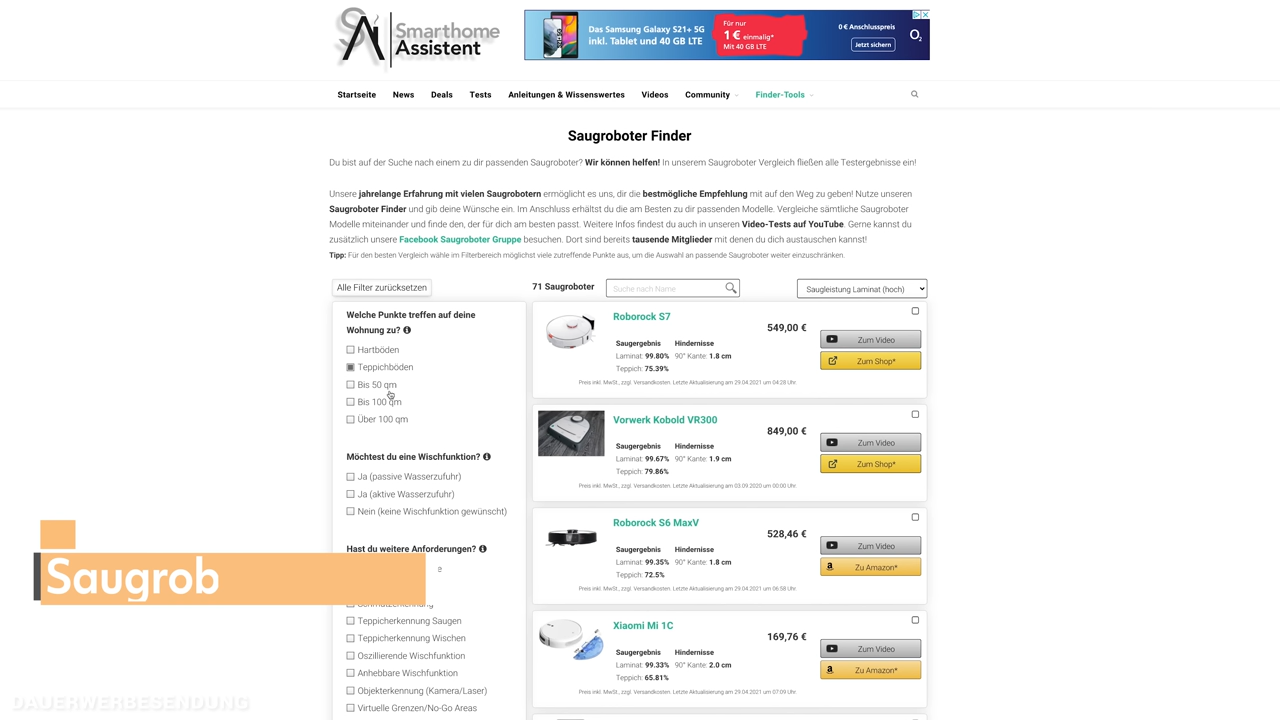 Smarthome
Assistent
Das Samsung Galaxy S21+ 5G
inkl. Tablet und 40 GB LTE
Für nur
1 € einmalig*
Mit 40 GB LTE
0 € Anschlusspreis
Jetzt sichern
O2
Startseite News Deals Tests Anleitungen & Wissenswertes Videos Community Finder-Tools
Saugroboter Finder
Du bist auf der Suche nach einem zu dir passenden Saugroboter? Wir können helfen! In unserem Saugroboter Vergleich fließen alle Testergebnisse ein!
Unsere jahrelange Erfahrung mit vielen Saugrobotern ermöglicht es uns, dir die bestmögliche Empfehlung mit auf den Weg zu geben! Nutze unseren
Saugroboter Finder und gib deine Wünsche ein. Im Anschluss erhältst du die am Besten zu dir passenden Modelle. Vergleiche sämtliche Saugroboter
Modelle miteinander und finde den, der für dich am besten passt. Weitere Infos findest du auch in unseren Video-Tests auf YouTube. Gerne kannst du
zusätzlich unsere Facebook Saugroboter Gruppe besuchen. Dort sind bereits tausende Mitglieder mit denen du dich austauschen kannst!
Tipp: Für den besten Vergleich wähle im Filterbereich möglichst viele zutreffende Punkte aus, um die Auswahl an passende Saugroboter weiter einzuschränken.
Alle Filter zurücksetzen
71 Saugroboter
Suche nach Name
Saugleistung Laminat (hoch)
Welche Punkte treffen auf deine
Wohnung zu?
Hartböden
Teppichböden
Bis 50 qm
Bis 100 qm
Über 100 qm
Möchtest du eine Wischfunktion?
Ja (passive Wasserzufuhr)
Ja (aktive Wasserzufuhr)
Nein (keine Wischfunktion gewünscht)
Hast du weitere Anforderungen?
e
Schmutzerkennung
Teppicherkennung Saugen
Teppicherkennung Wischen
Oszillierende Wischfunktion
Anhebbare Wischfunktion
Objekterkennung (Kamera/Laser)
Virtuelle Grenzen/No-Go Areas
Roborock S7
549,00 €
Saugergebnis Hindernisse
Laminat: 99.80% 90° Kante: 1.8 cm
Teppich: 75.39%
Zum Video
Zum Shop*
Preis inkl. MwSt., zzgl. Versandkosten. Letzte Aktualisierung am 29.04.2021 um 04:28 Uhr.
Vorwerk Kobold VR300
849,00 €
Saugergebnis Hindernisse
Laminat: 99.67% 90° Kante: 1.9 cm
Teppich: 79.86%
Zum Video
Zum Shop*
Preis inkl. MwSt., zzgl. Versandkosten. Letzte Aktualisierung am 03.09.2020 um 00:00 Uhr.
Roborock S6 MaxV
528,46 €
Saugergebnis Hindernisse
Laminat: 99.35% 90° Kante: 1.8 cm
Teppich: 72.5%
Zum Video
Zu Amazon*
Preis inkl. MwSt., zzgl. Versandkosten. Letzte Aktualisierung am 29.04.2021 um 06:58 Uhr.
Xiaomi Mi 1C
169,76 €
Saugergebnis Hindernisse
Laminat: 99.33% 90° Kante: 2.0 cm
Teppich: 65.81%
Zum Video
Zu Amazon*
Preis inkl. MwSt., zzgl. Versandkosten. Letzte Aktualisierung am 29.04.2021 um 07:09 Uhr.
Saugrob
DAUERWERBESENDUNG